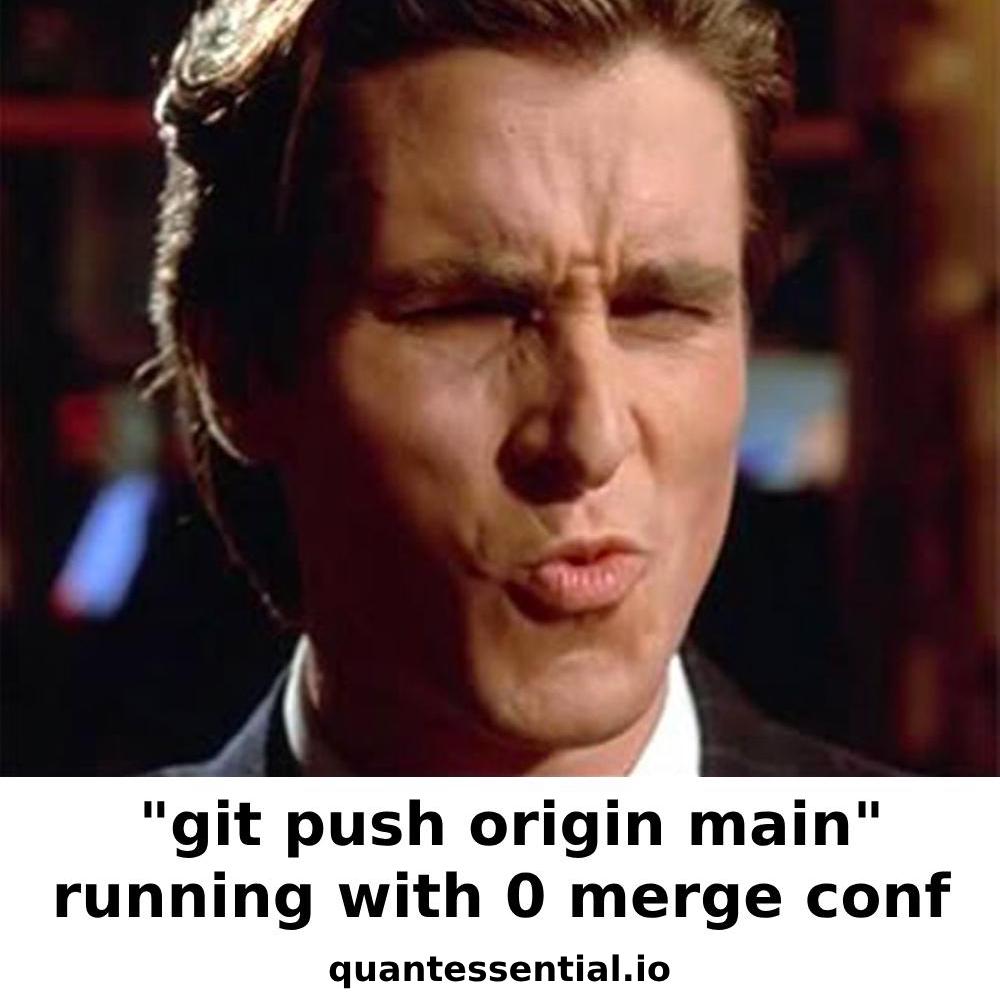 "git push origin main"
running with 0 merge conf
quantessential.io